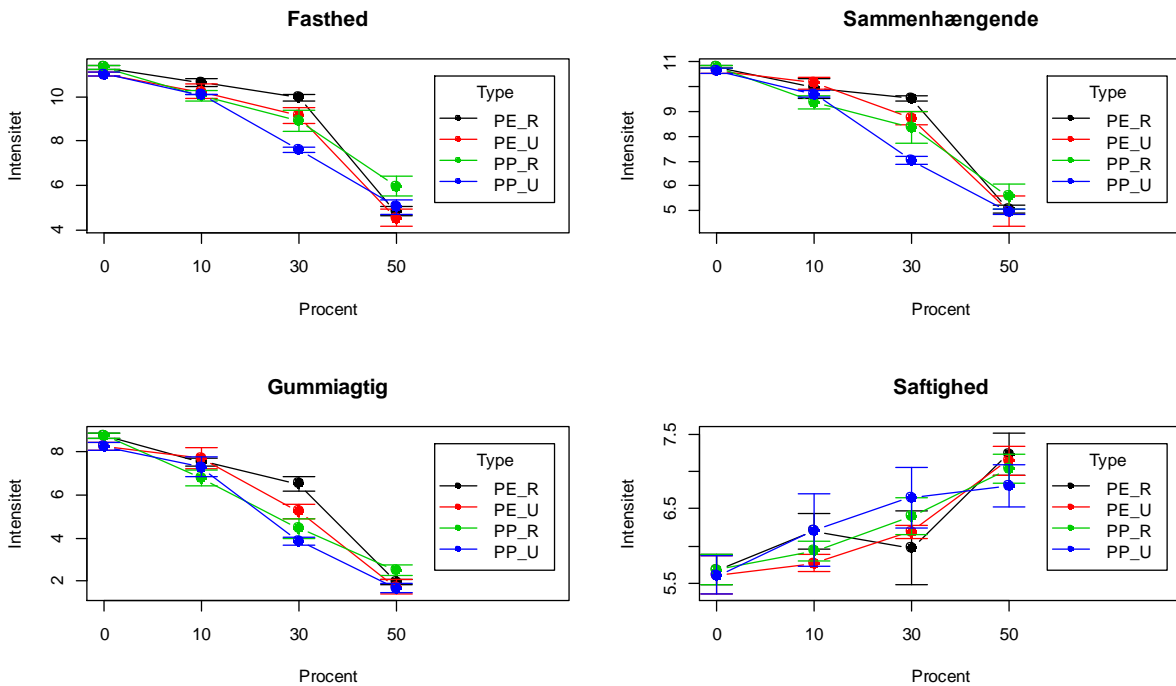 Fasthed
Intensitet
10
8
6
4
0 10 30 50
Procent
Type
PE_R
PE_U
PP_R
PP_U
Sammenhængende
Intensitet
11
9
8
7
6
5
0 10 30 50
Procent
Type
PE_R
PE_U
PP_R
PP_U
Gummiagtig
Intensitet
8
6
4
2
0 10 30 50
Procent
Type
PE_R
PE_U
PP_R
PP_U
Saftighed
Intensitet
7.5
6.5
5.5
0 10 30 50
Procent
Type
PE_R
PE_U
PP_R
PP_U